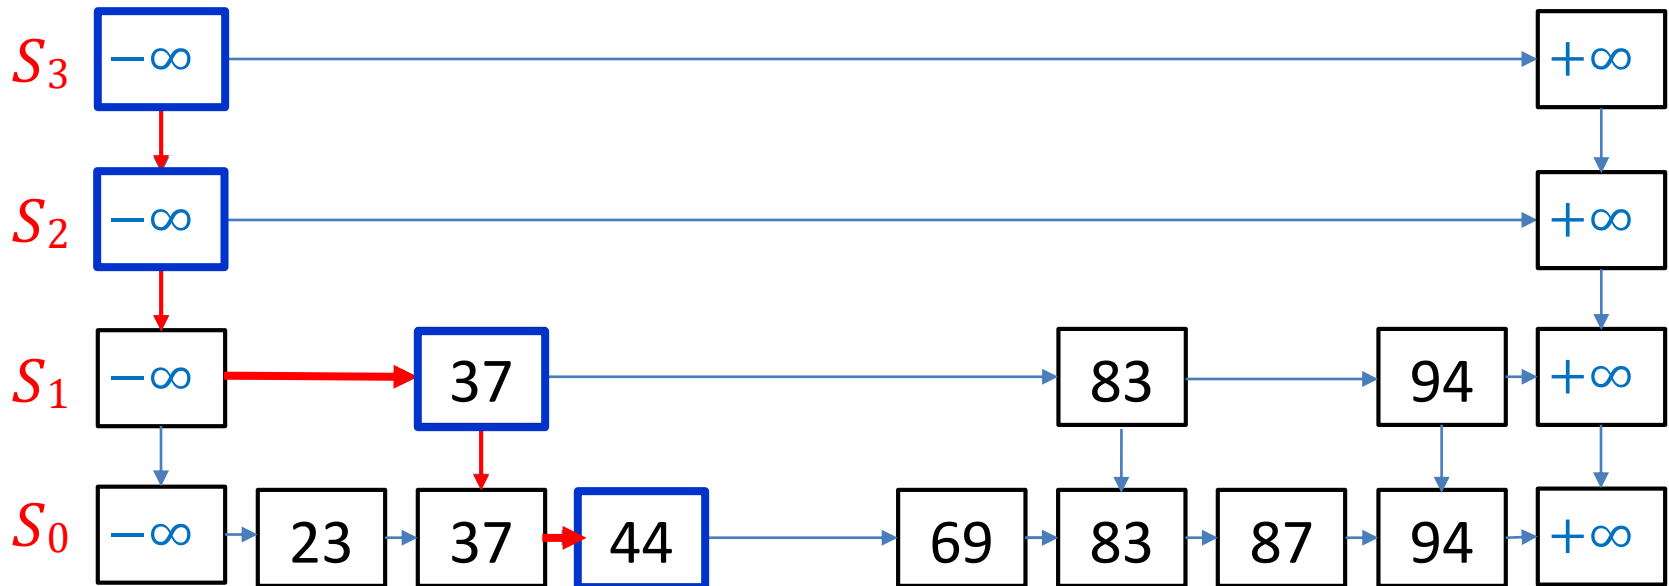 S₃ −∞ +∞
S₂ −∞ +∞
S₁ −∞ 37 83 94 +∞
S₀ −∞ 23 37 44 69 83 87 94 +∞